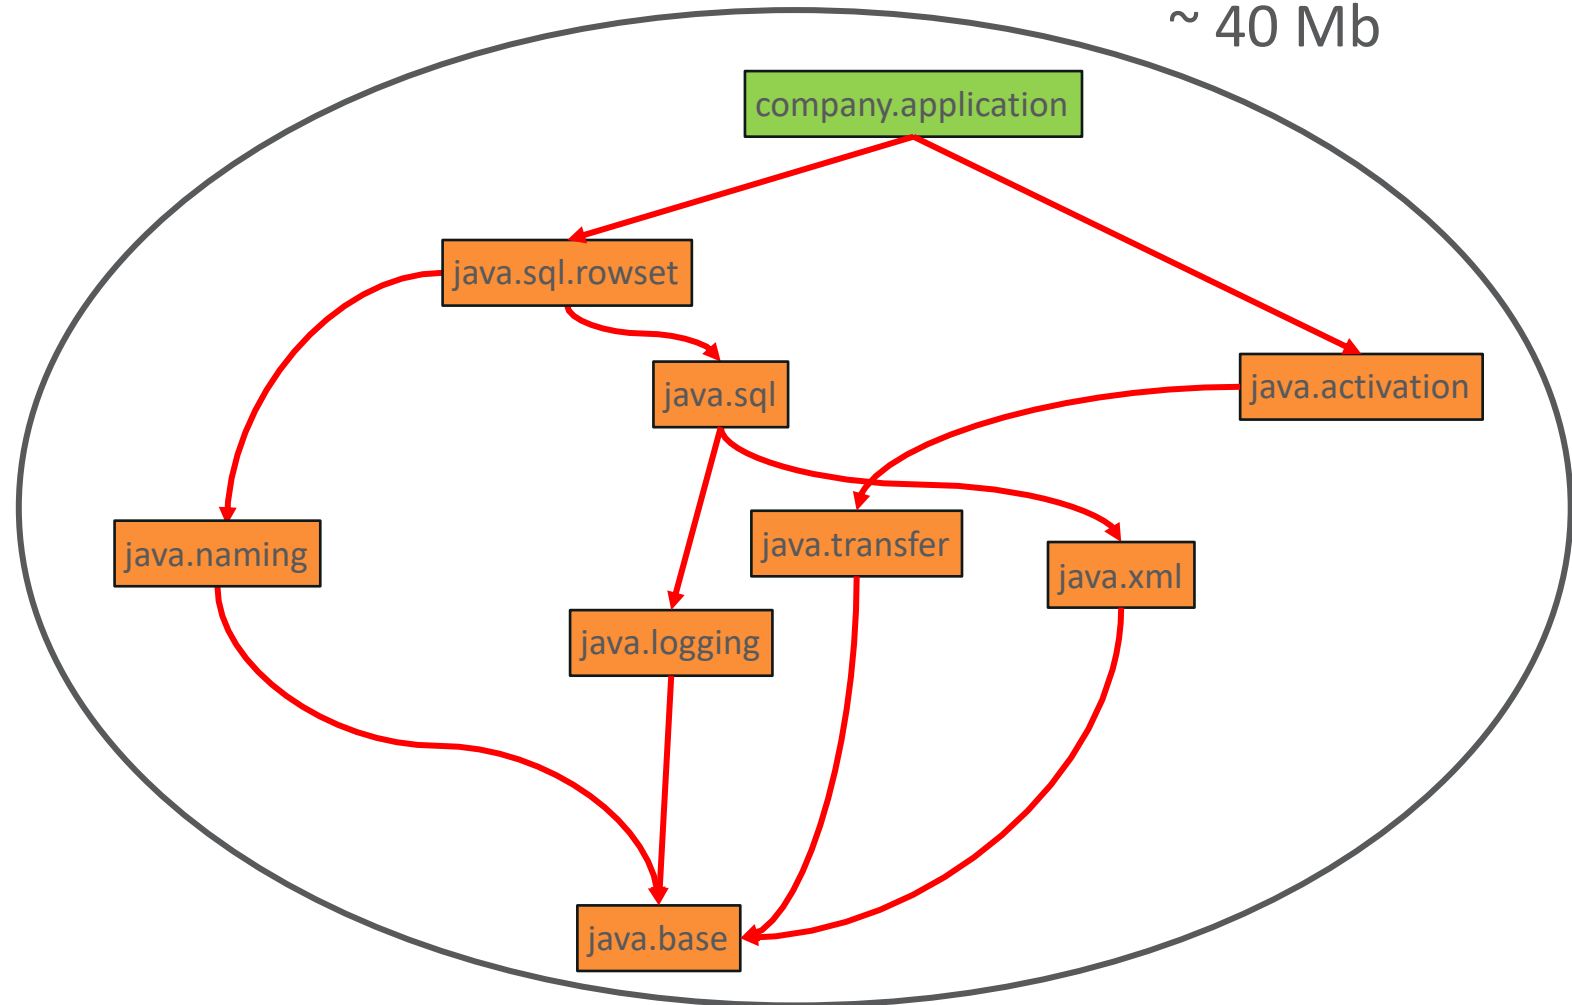 ~ 40 Mb
company.application
java.sql.rowset
java.sql
java.activation
java.naming
java.transfer
java.xml
java.logging
java.base